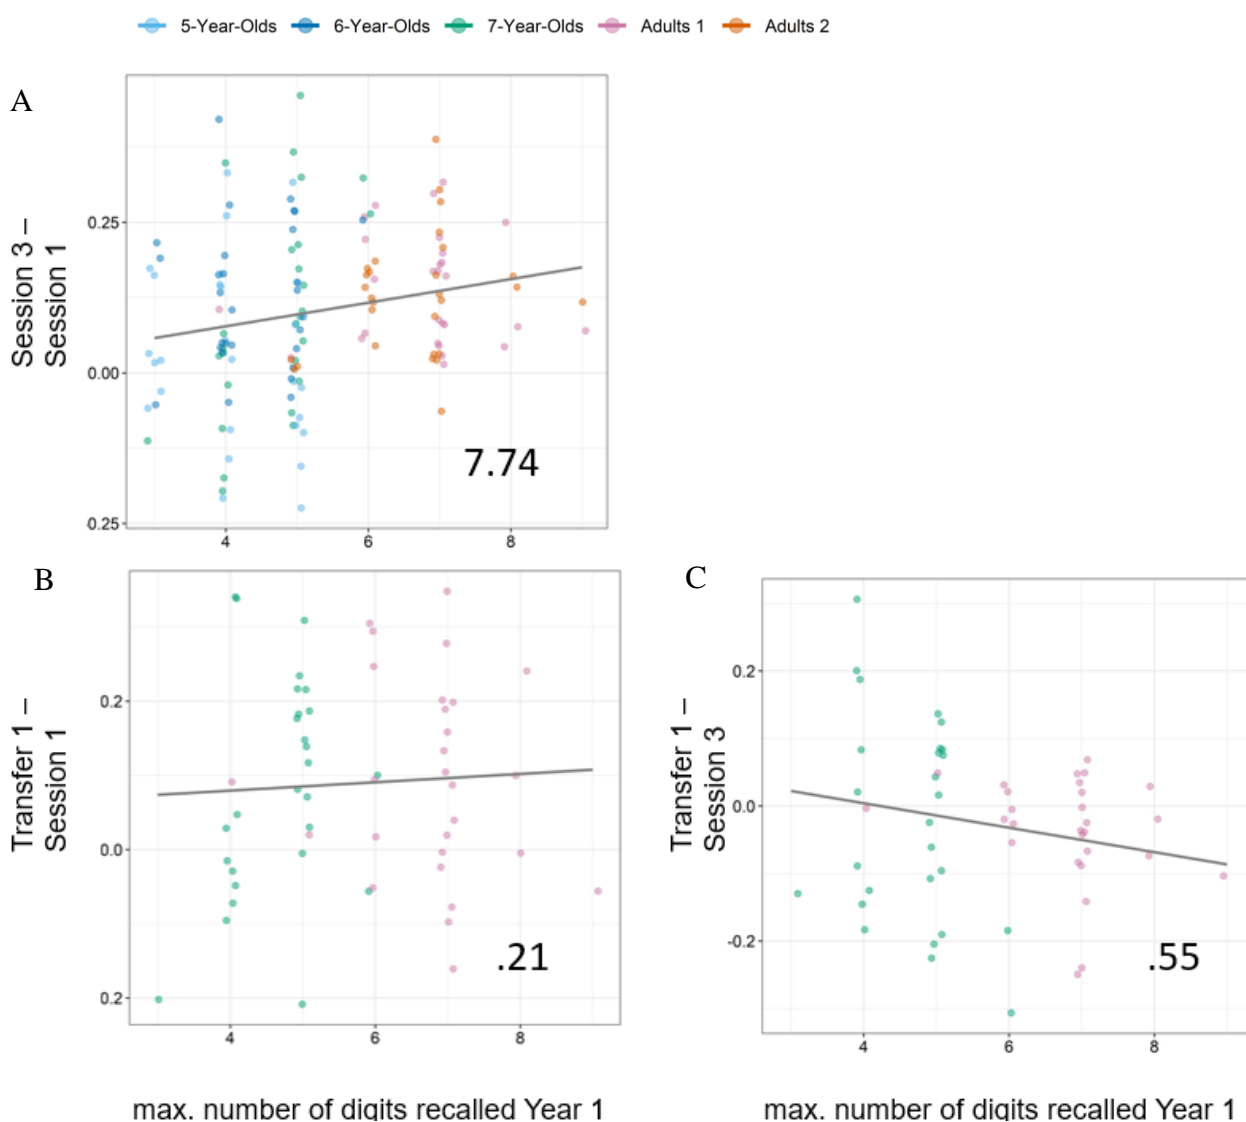 5-Year-Olds 6-Year-Olds 7-Year-Olds Adults 1 Adults 2
A
Session 3 –
Session 1
0.25
0.00
0.25
7.74
4 6 8
B
Transfer 1 –
Session 1
0.2
0.0
0.2
.21
4 6 8
max. number of digits recalled Year 1
C
Transfer 1 –
Session 3
0.2
0.0
-0.2
.55
4 6 8
max. number of digits recalled Year 1